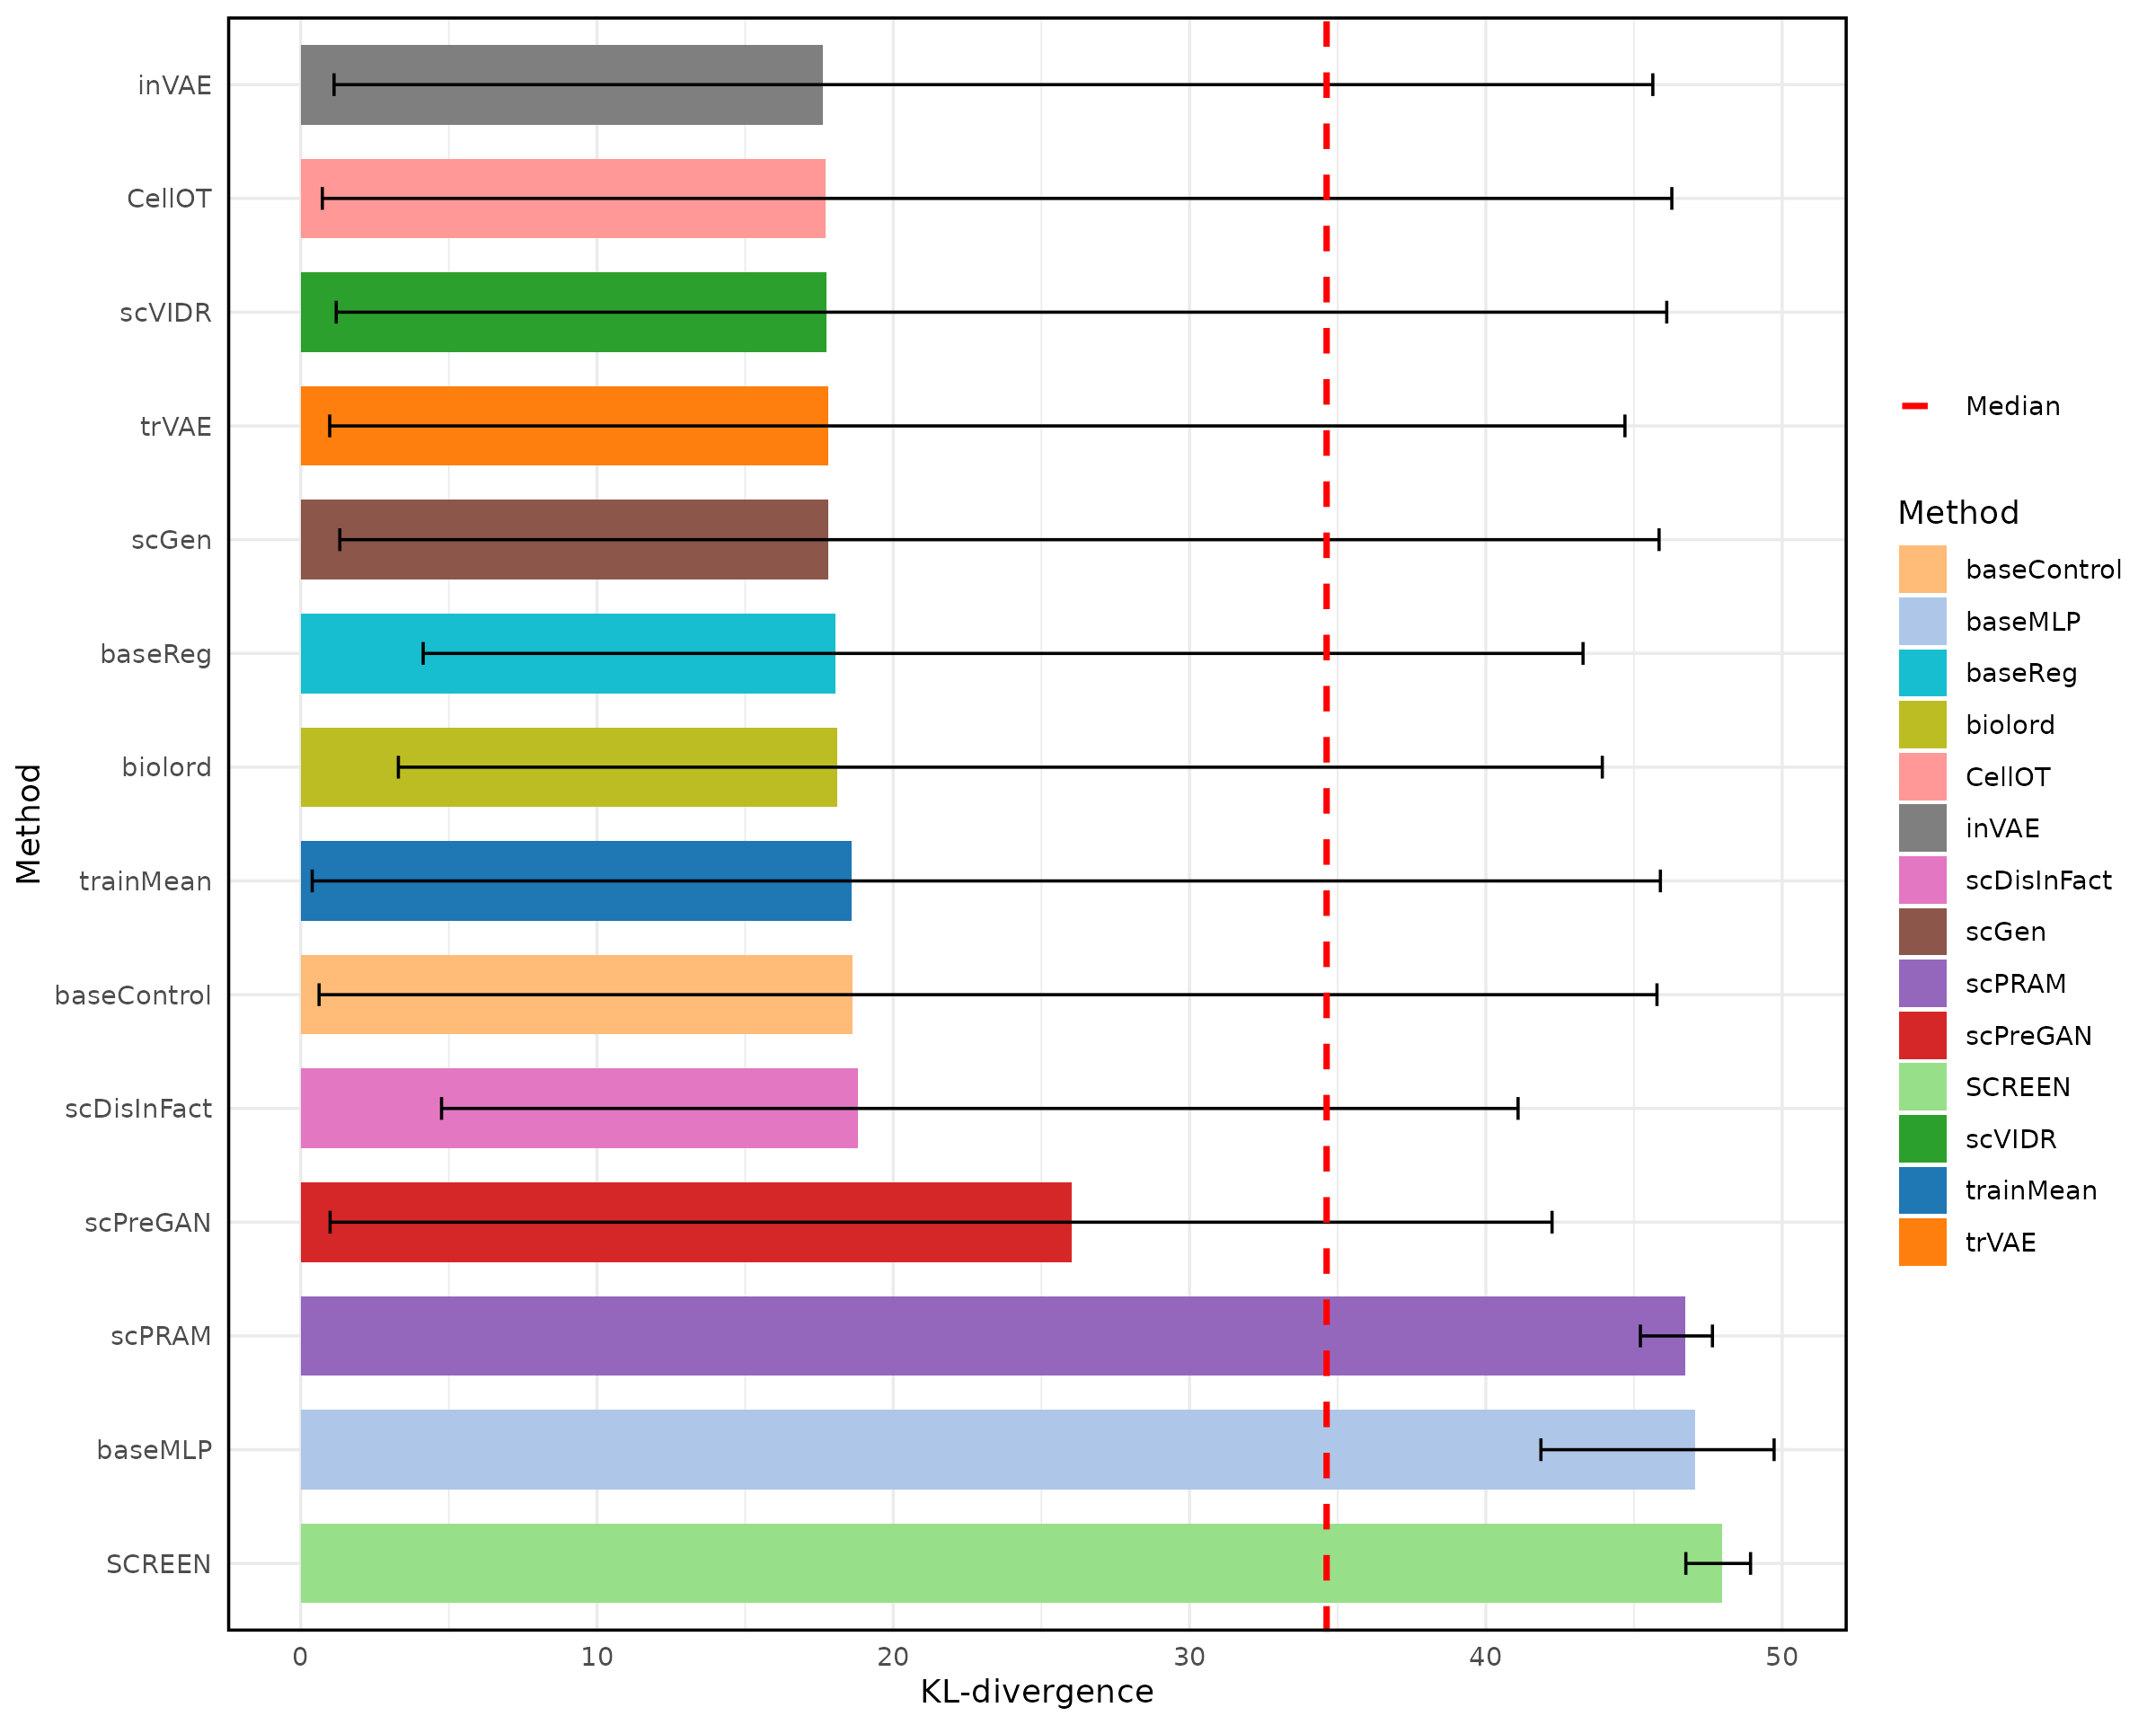 Method
inVAE
CellOT
scVIDR
trVAE
scGen
baseReg
biolord
trainMean
baseControl
scDisInFact
scPreGAN
scPRAM
baseMLP
SCREEN
0 10 20 30 40 50
KL-divergence
Median
Method
baseControl
baseMLP
baseReg
biolord
CellOT
inVAE
scDisInFact
scGen
scPRAM
scPreGAN
SCREEN
scVIDR
trainMean
trVAE